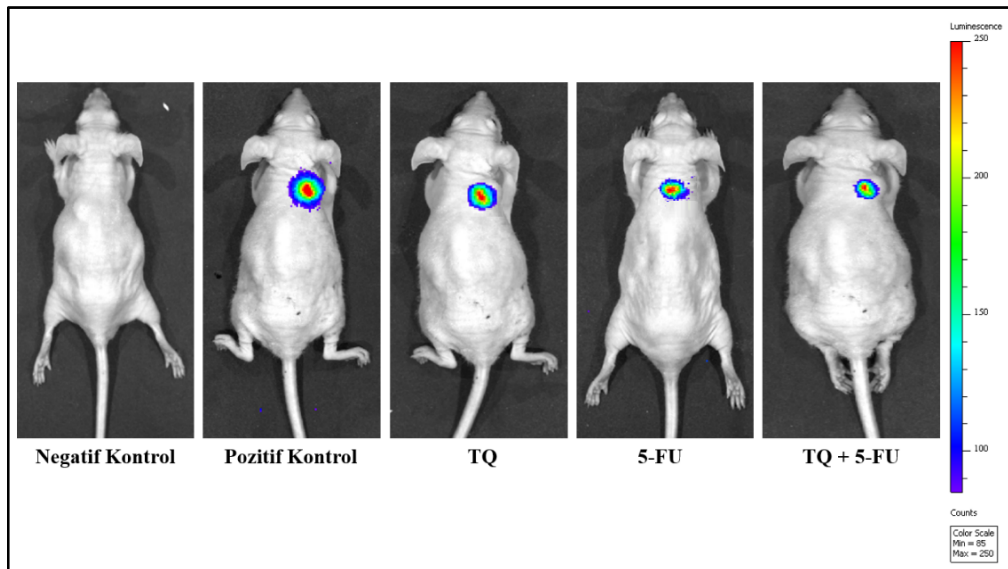 Luminescence
250
200
150
100
Counts
Color Scale
Min = 85
Max = 250
Negatif Kontrol
Pozitif Kontrol
TQ
5-FU
TQ + 5-FU